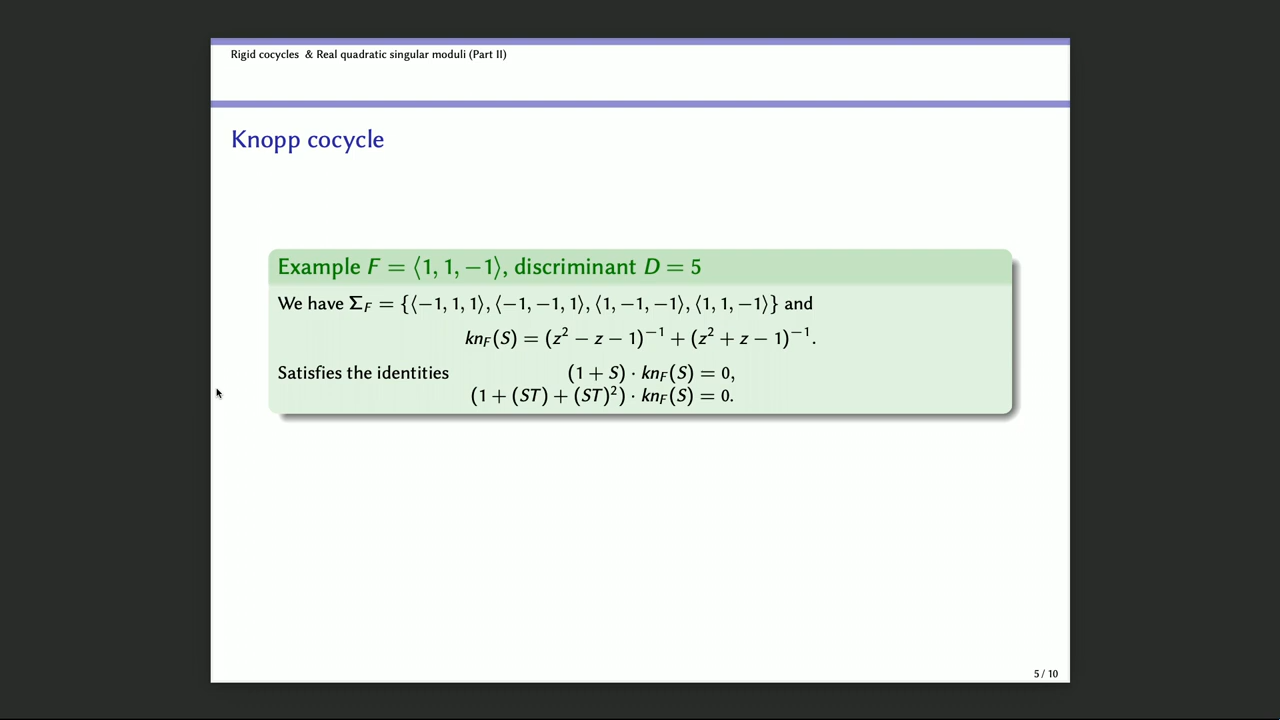 Rigid cocycles & Real quadratic singular moduli (Part II)
Knopp cocycle
Example F = ⟨1, 1, −1⟩, discriminant D = 5
We have Σ_F = {⟨−1, 1, 1⟩, ⟨−1, −1, 1⟩, ⟨1, −1, −1⟩, ⟨1, 1, −1⟩} and
kn_F(S) = (z² − z − 1)⁻¹ + (z² + z − 1)⁻¹.
Satisfies the identities (1 + S) · kn_F(S) = 0,
(1 + (ST) + (ST)²) · kn_F(S) = 0.
5 / 10